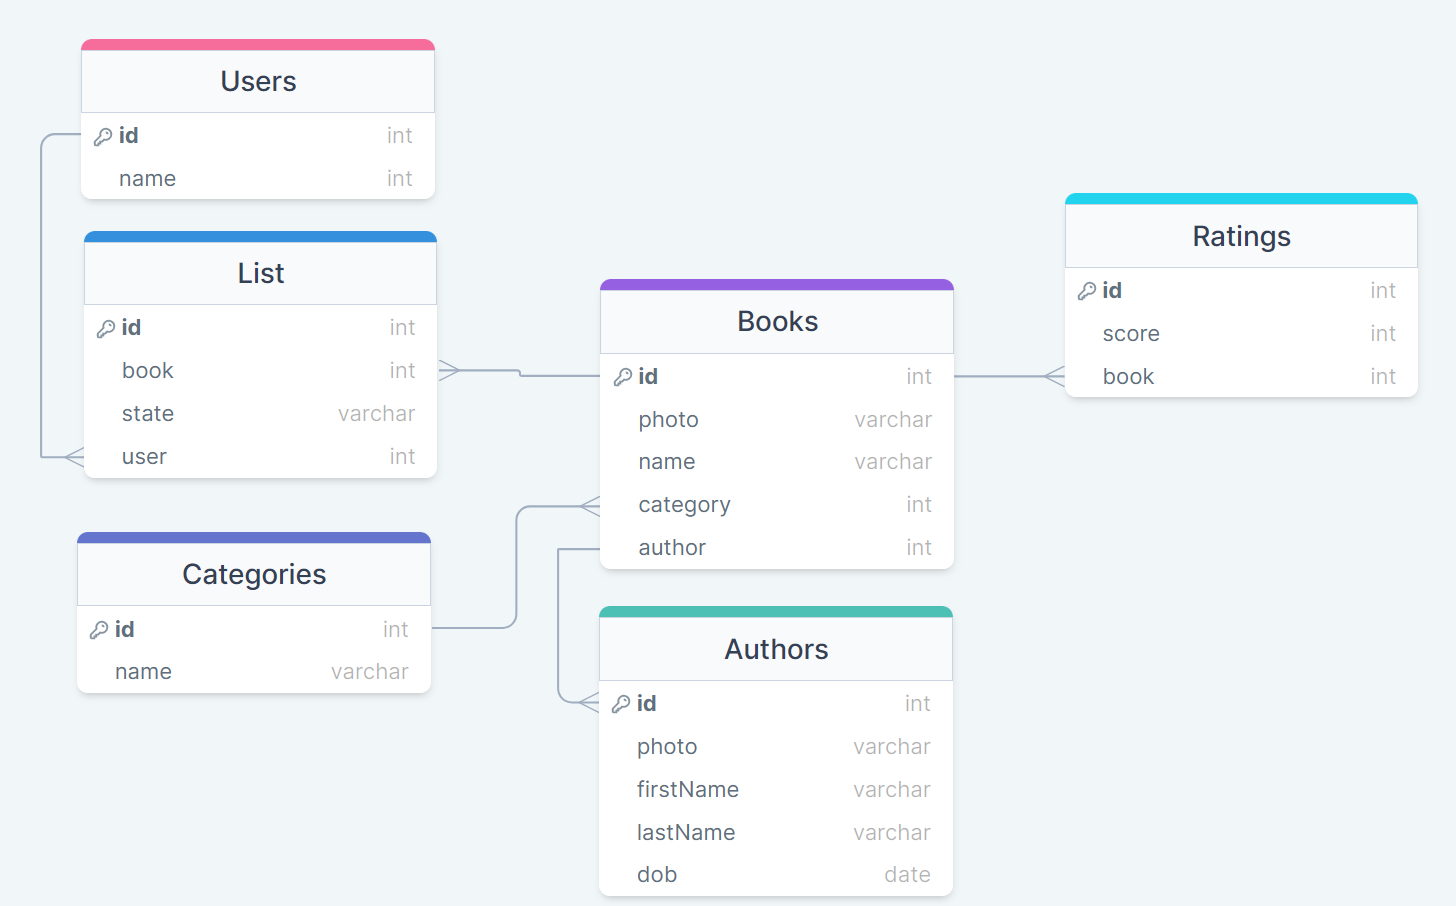 Users
id int
name int
List
id int
book int
state varchar
user int
Categories
id int
name varchar
Books
id int
photo varchar
name varchar
category int
author int
Authors
id int
photo varchar
firstName varchar
lastName varchar
dob date
Ratings
id int
score int
book int